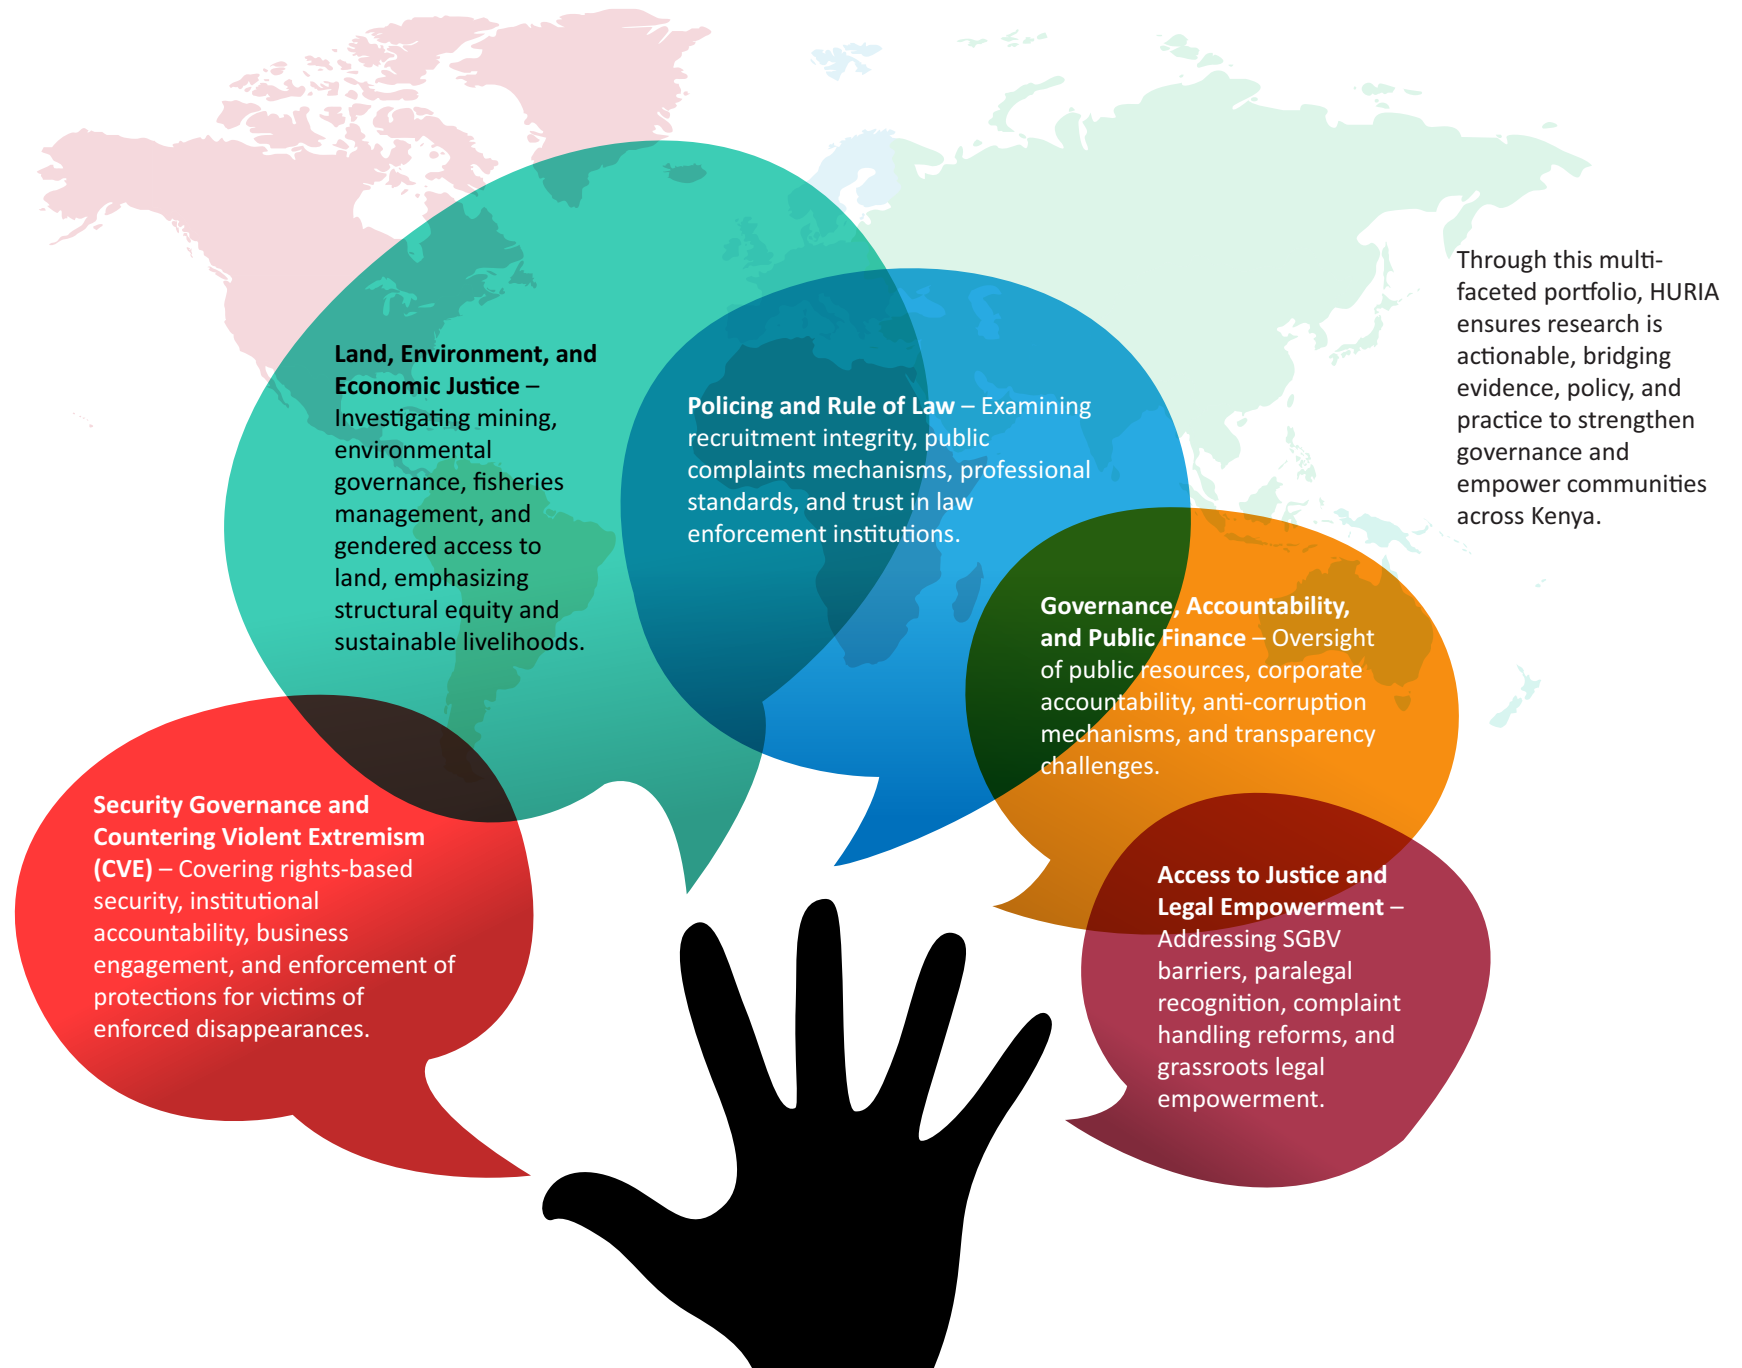 Land, Environment, and
Economic Justice –
Investigating mining,
environmental
governance, fisheries
management, and
gendered access to
land, emphasizing
structural equity and
sustainable livelihoods.
Policing and Rule of Law – Examining
recruitment integrity, public
complaints mechanisms, professional
standards, and trust in law
enforcement institutions.
Through this multi-
faceted portfolio, HURIA
ensures research is
actionable, bridging
evidence, policy, and
practice to strengthen
governance and
empower communities
across Kenya.
Governance, Accountability,
and Public Finance – Oversight
of public resources, corporate
accountability, anti-corruption
mechanisms, and transparency
challenges.
Security Governance and
Countering Violent Extremism
(CVE) – Covering rights-based
security, institutional
accountability, business
engagement, and enforcement of
protections for victims of
enforced disappearances.
Access to Justice and
Legal Empowerment –
Addressing SGBV
barriers, paralegal
recognition, complaint
handling reforms, and
grassroots legal
empowerment.